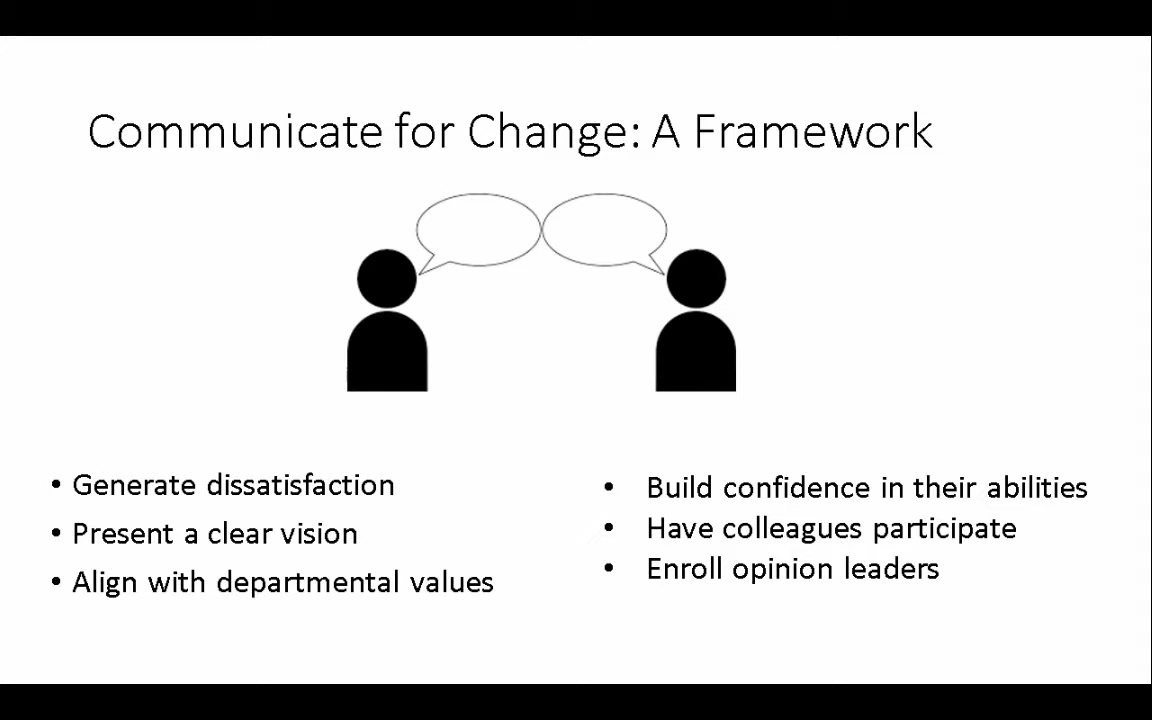 Communicate for Change: A Framework
• Generate dissatisfaction
• Present a clear vision
• Align with departmental values
• Build confidence in their abilities
• Have colleagues participate
• Enroll opinion leaders